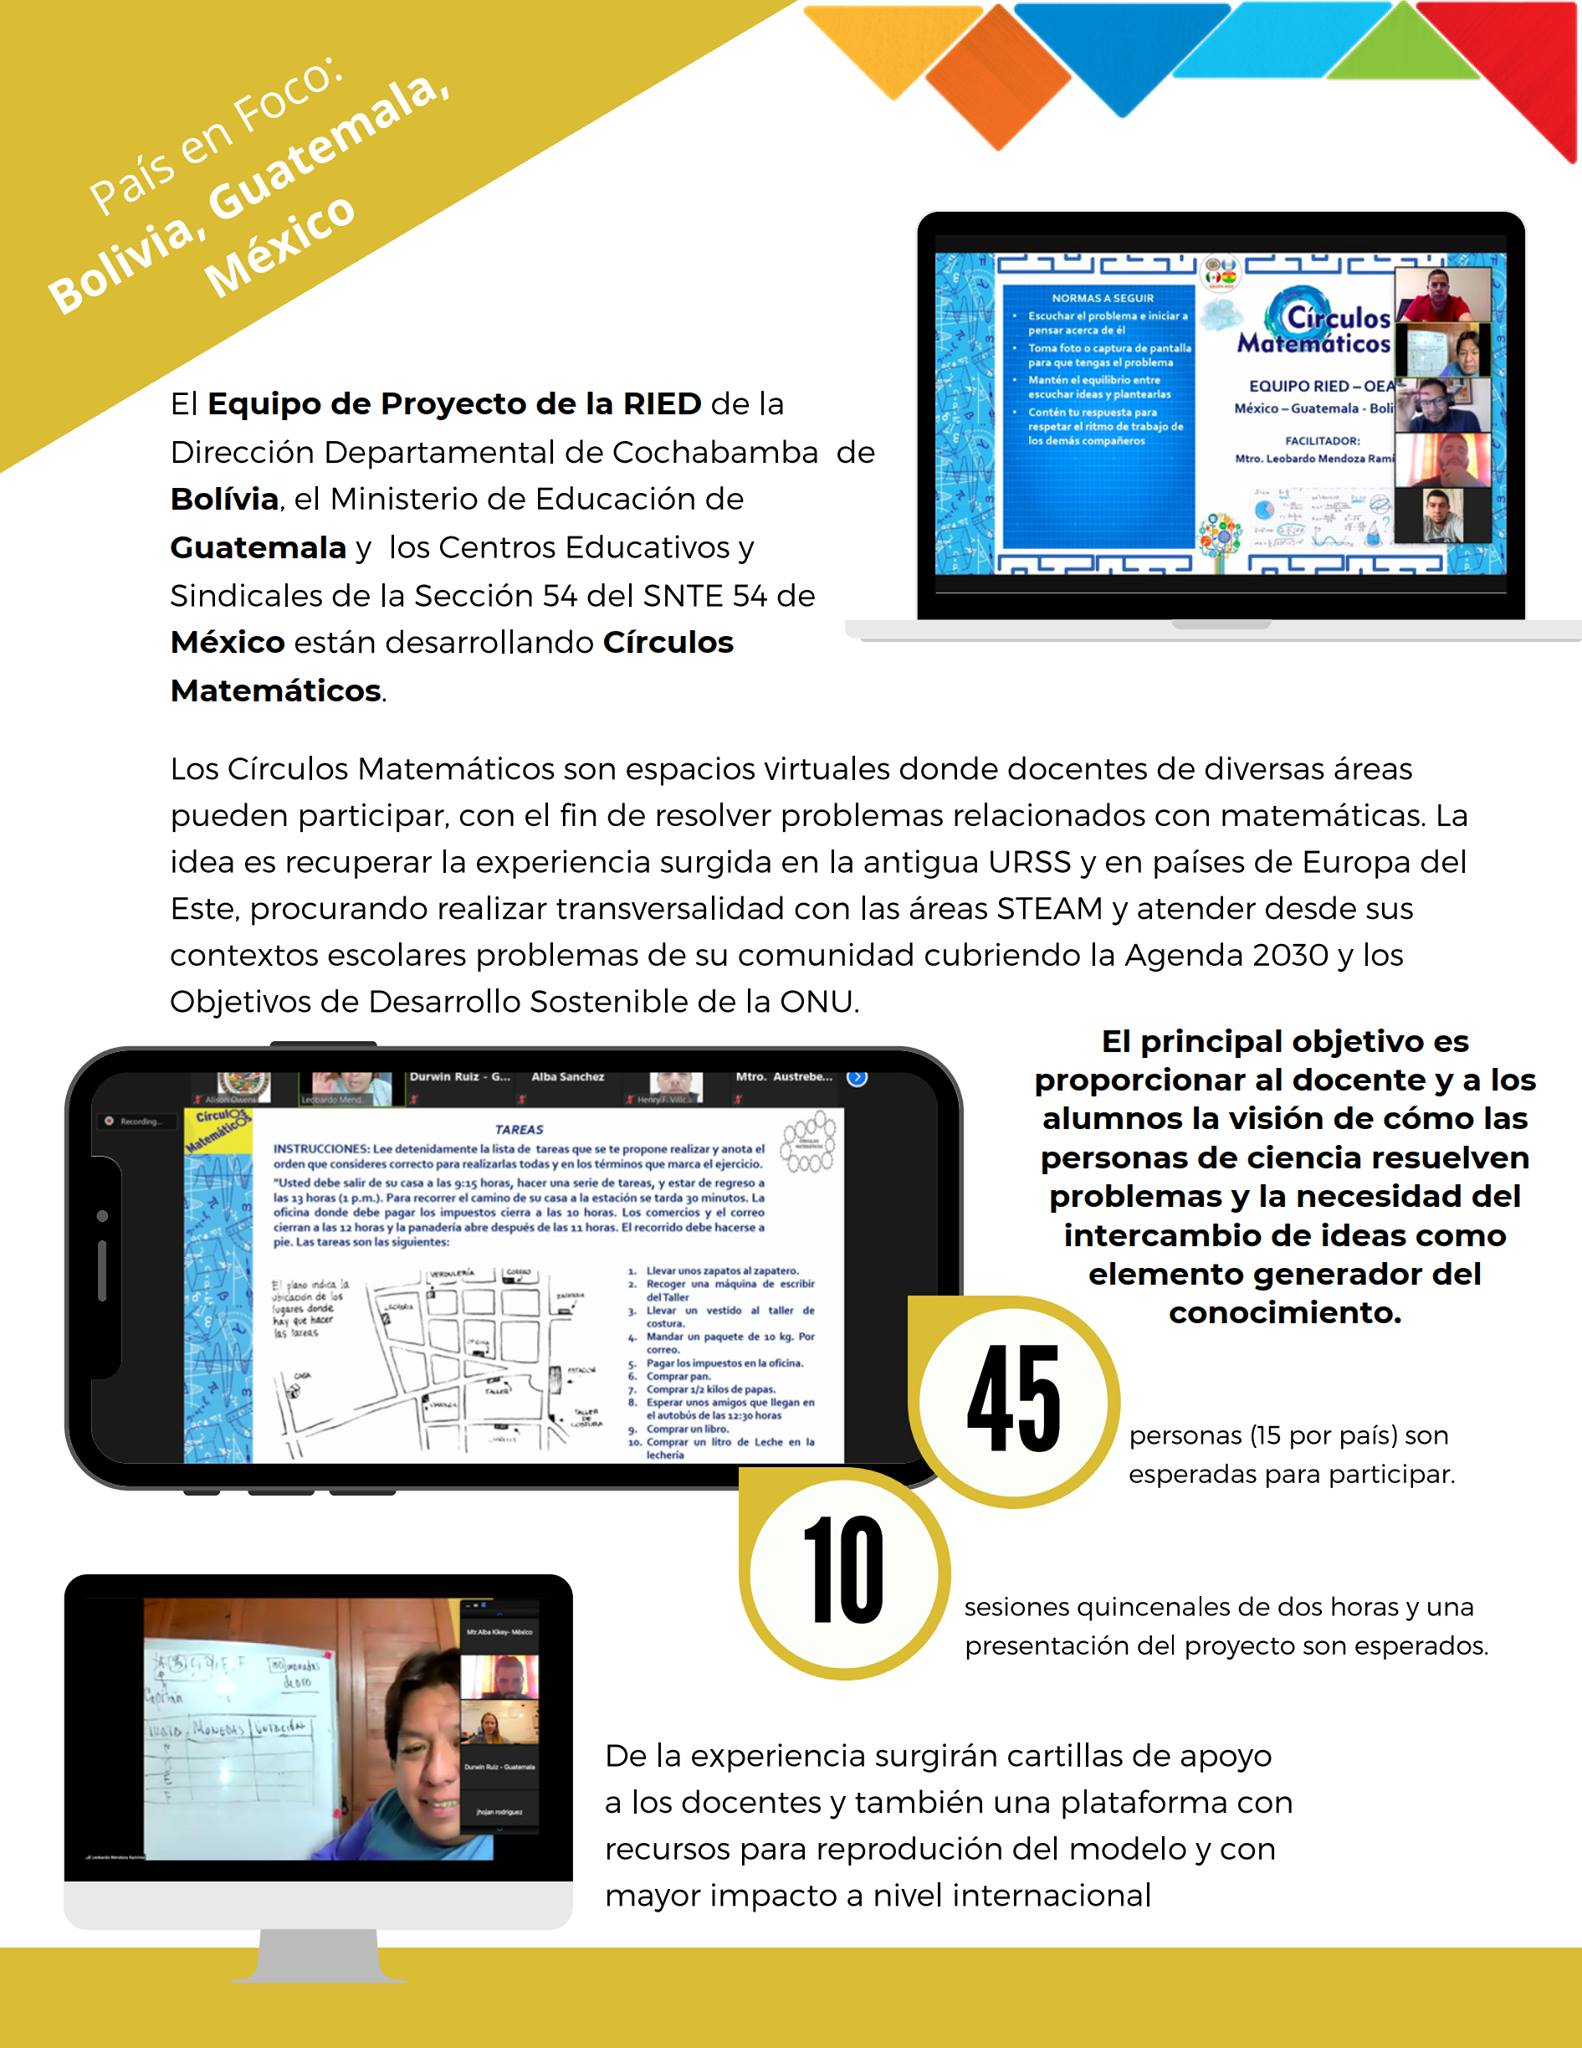 País en Foco:
Bolivia, Guatemala,
México
El Equipo de Proyecto de la RIED de la
Dirección Departamental de Cochabamba de
Bolívia, el Ministerio de Educación de
Guatemala y los Centros Educativos y
Sindicales de la Sección 54 del SNTE 54 de
México están desarrollando Círculos
Matemáticos.
NORMAS A SEGUIR
• Escuchar el problema e iniciar a
pensar acerca de él
• Toma foto o captura de pantalla
para que tengas el problema
• Mantén el equilibrio entre
escuchar ideas y plantearlas
• Contén tu respuesta para
respetar el ritmo de trabajo de
los demás compañeros
Círculos
Matemáticos
EQUIPO RIED – OEA
México – Guatemala - Boli
FACILITADOR:
Mtro. Leobardo Mendoza Rami
Los Círculos Matemáticos son espacios virtuales donde docentes de diversas áreas
pueden participar, con el fin de resolver problemas relacionados con matemáticas. La
idea es recuperar la experiencia surgida en la antigua URSS y en países de Europa del
Este, procurando realizar transversalidad con las áreas STEAM y atender desde sus
contextos escolares problemas de su comunidad cubriendo la Agenda 2030 y los
Objetivos de Desarrollo Sostenible de la ONU.
El principal objetivo es
proporcionar al docente y a los
alumnos la visión de cómo las
personas de ciencia resuelven
problemas y la necesidad del
intercambio de ideas como
elemento generador del
conocimiento.
Durwin Ruiz - G...
Alba Sanchez
Mtro. Austrebe...
Alison Owens
Leobardo Mend...
Henry F. Villc...
Recording...
Círculos
Matemáticos
TAREAS
INSTRUCCIONES: Lee detenidamente la lista de tareas que se te propone realizar y anota el
orden que consideres correcto para realizarlas todas y en los términos que marca el ejercicio.
"Usted debe salir de su casa a las 9:15 horas, hacer una serie de tareas, y estar de regreso a
las 13 horas (1 p.m.). Para recorrer el camino de su casa a la estación se tarda 30 minutos. La
oficina donde debe pagar los impuestos cierra a las 10 horas. Los comercios y el correo
cierran a las 12 horas y la panadería abre después de las 11 horas. El recorrido debe hacerse a
pie. Las tareas son las siguientes:
El plano indica la
ubicación de los
lugares donde
hay que hacer
las tareas
VERDULERÍA
CORREO
CASA
TALLER
ESTACIÓN
TALLER
DE
COSTURA
1. Llevar unos zapatos al zapatero.
2. Recoger una máquina de escribir
del Taller
3. Llevar un vestido al taller de
costura.
4. Mandar un paquete de 10 kg. Por
correo.
5. Pagar los impuestos en la oficina.
6. Comprar pan.
7. Comprar 1/2 kilos de papas.
8. Esperar unos amigos que llegan en
el autobús de las 12:30 horas
9. Comprar un libro.
10. Comprar un litro de Leche en la
lechería
45
personas (15 por país) son
esperadas para participar.
10
sesiones quincenales de dos horas y una
presentación del proyecto son esperados.
Capitán
monedas
de oro
MONEDAS
VOTACIÓN
Mtr.Alba Kikey- México
Durwin Ruiz - Guatemala
jhojan rodriguez
Leobardo Mendoza Ramírez
De la experiencia surgirán cartillas de apoyo
a los docentes y también una plataforma con
recursos para reprodución del modelo y con
mayor impacto a nivel internacional